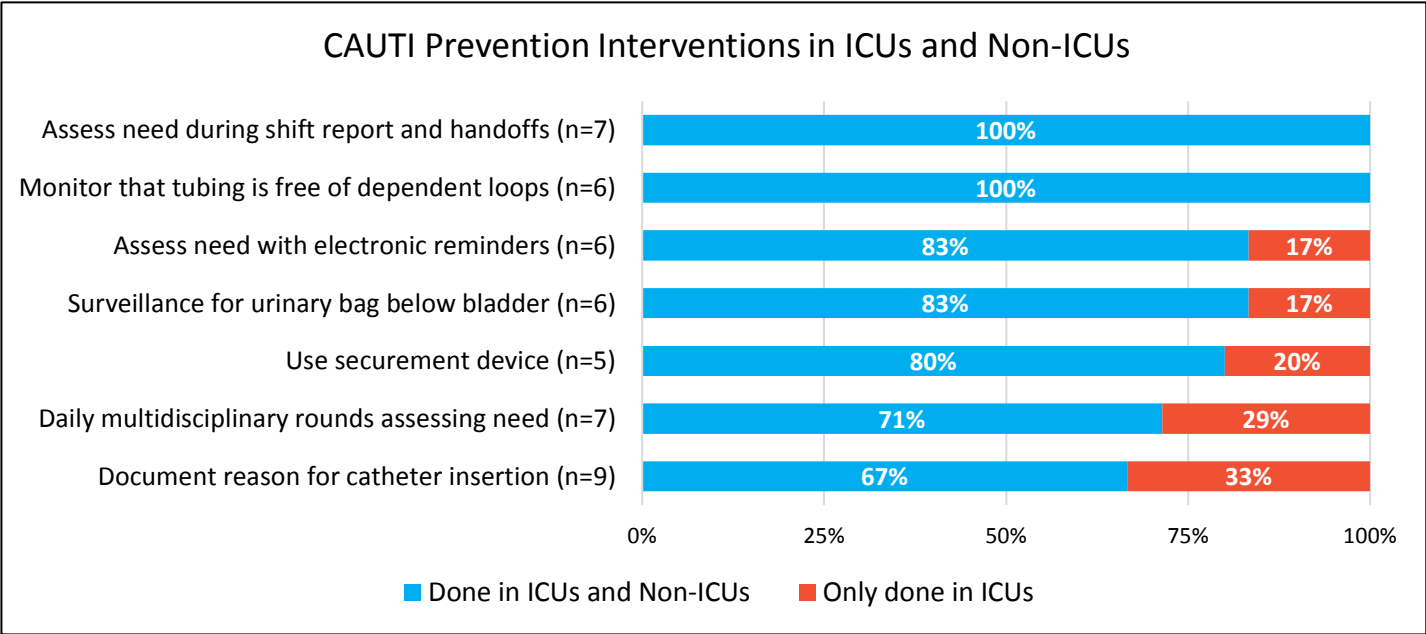 CAUTI Prevention Interventions in ICUs and Non-ICUs
Assess need during shift report and handoffs (n=7)
100%
Monitor that tubing is free of dependent loops (n=6)
100%
Assess need with electronic reminders (n=6)
83%
17%
Surveillance for urinary bag below bladder (n=6)
83%
17%
Use securement device (n=5)
80%
20%
Daily multidisciplinary rounds assessing need (n=7)
71%
29%
Document reason for catheter insertion (n=9)
67%
33%
0%
25%
50%
75%
100%
Done in ICUs and Non-ICUs
Only done in ICUs